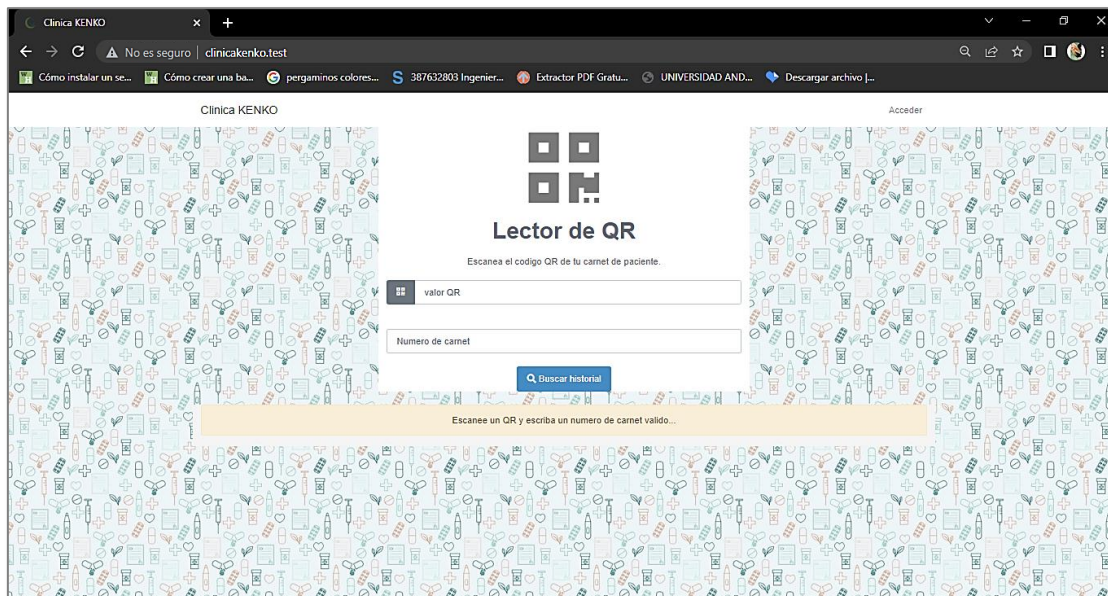 Clinica KENKO
No es seguro | clinicakenko.test
Cómo instalar un se... Cómo crear una ba... pergaminos colores... 387632803 Ingenier... Extractor PDF Gratu... UNIVERSIDAD AND... Descargar archivo |...
Clinica KENKO Acceder
Lector de QR
Escanea el codigo QR de tu carnet de paciente.
valor QR
Numero de carnet
Buscar historial
Escanee un QR y escriba un numero de carnet valido...